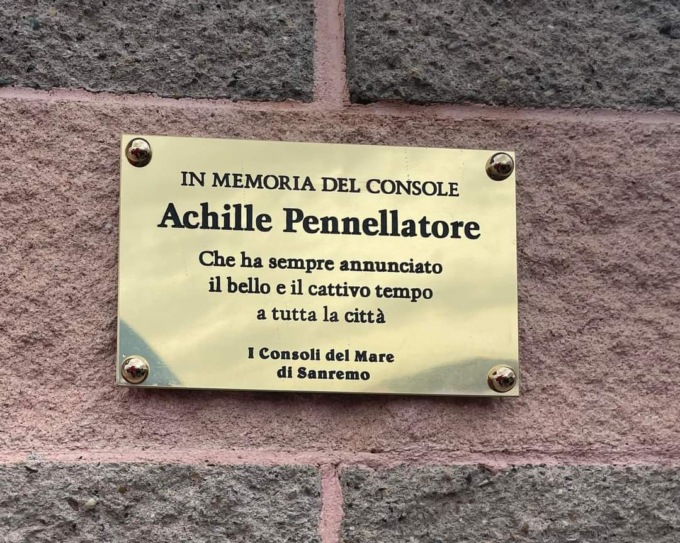 IN MEMORIA DEL CONSOLE
Achille Pennellatore
Che ha sempre annunciato
il bello e il cattivo tempo
a tutta la città
I Consoli del Mare
di Sanremo